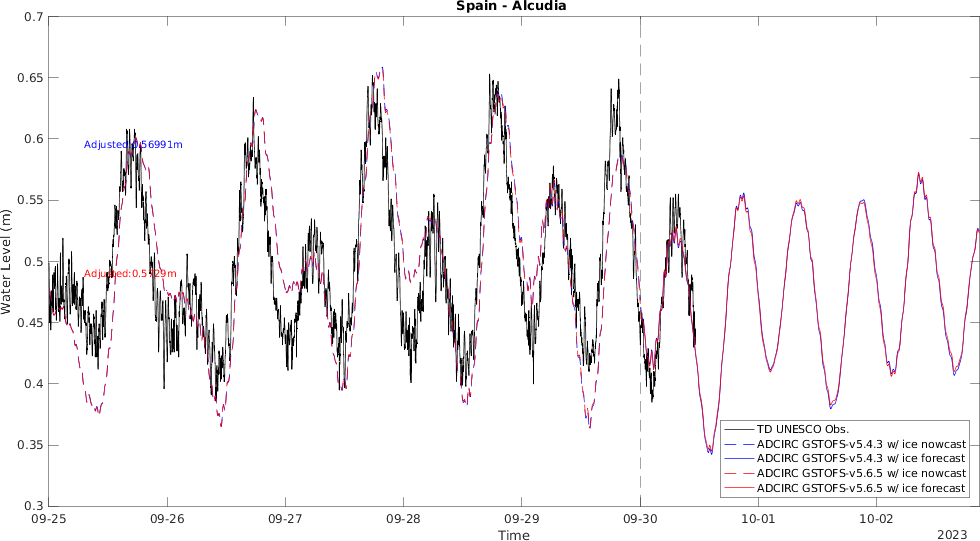 Spain - Alcudia
Water Level (m)
0.7
0.65
0.6
0.55
0.5
0.45
0.4
0.35
0.3
Adjusted:0.56991m
TD UNESCO Obs.
ADCIRC GSTOFS-v5.4.3 w/ ice nowcast
ADCIRC GSTOFS-v5.4.3 w/ ice forecast
ADCIRC GSTOFS-v5.6.5 w/ ice nowcast
ADCIRC GSTOFS-v5.6.5 w/ ice forecast
09-25
09-26
09-27
09-28
09-29
09-30
10-01
10-02
Time
2023